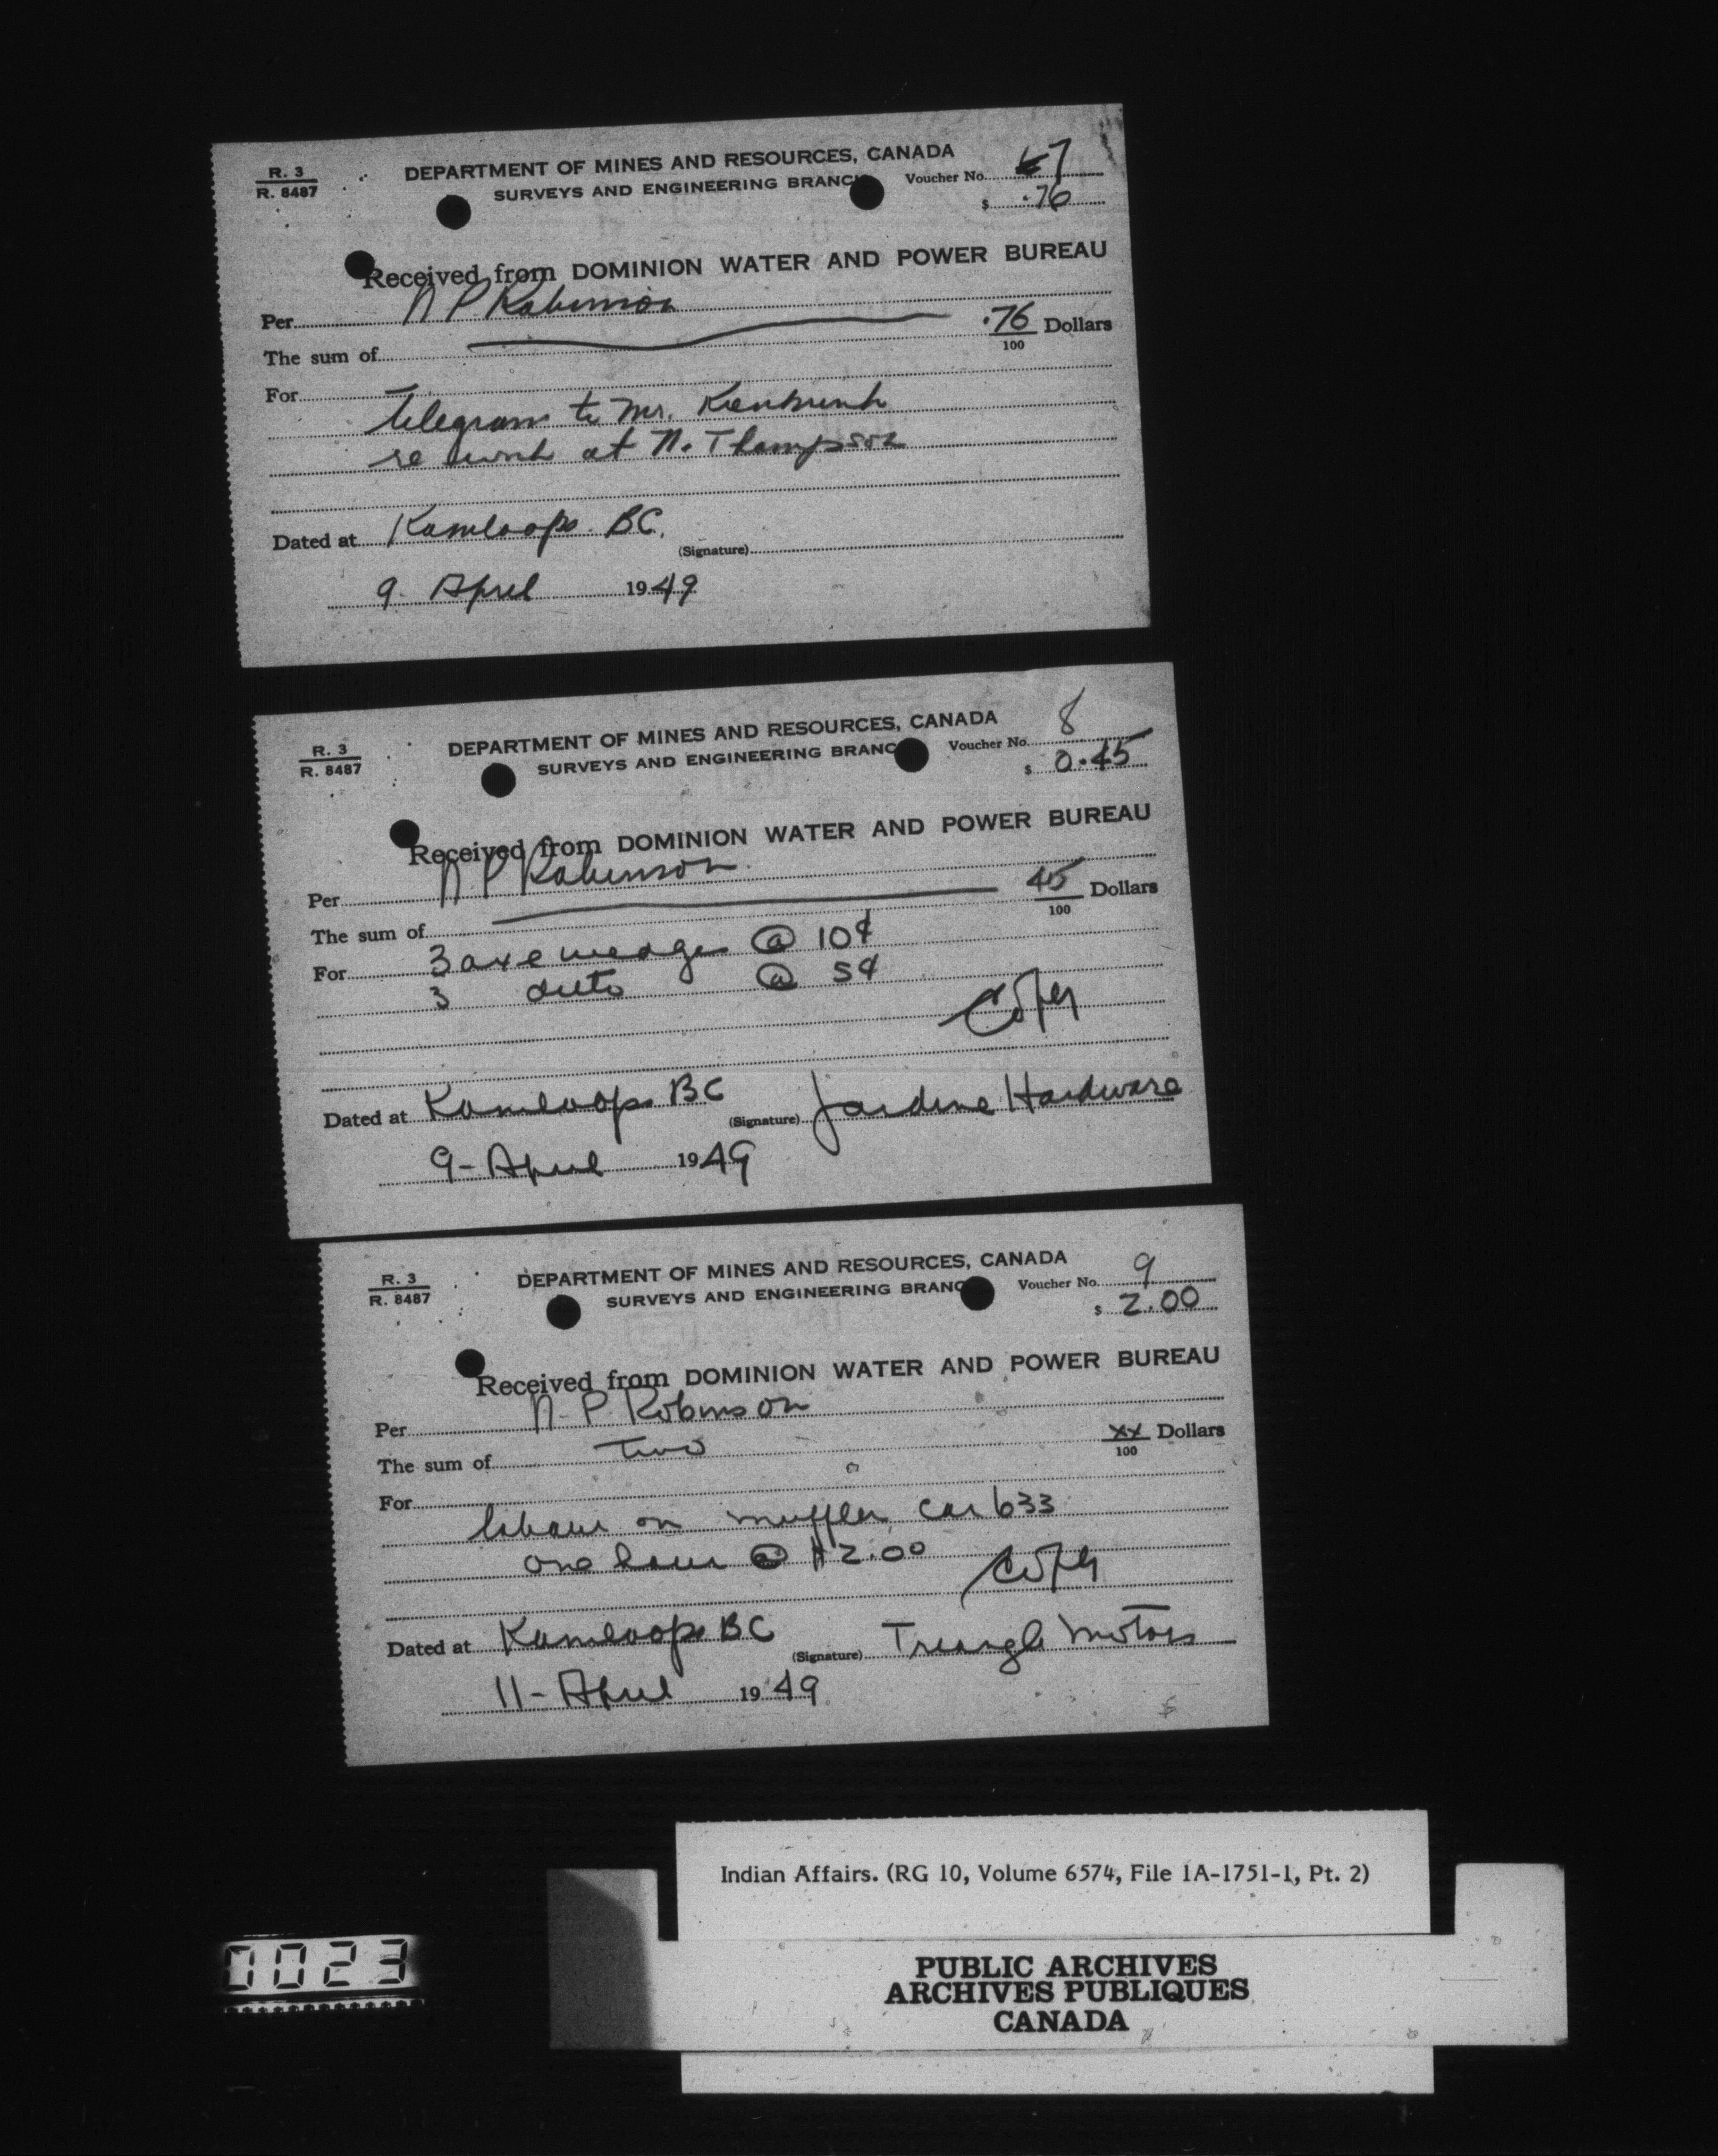 R. 3
R. 8487
DEPARTMENT OF MINES AND RESOURCES, CANADA
SURVEYS AND ENGINEERING BRANCH
Voucher No. 7
$ .76
Received from DOMINION WATER AND POWER BUREAU
Per N P Robinson
The sum of .76/100 Dollars
For
Telegram to Mr.
re work at N. Thompson
Dated at Kamloops BC.
(Signature)
9. April 1949
R. 3
R. 8487
DEPARTMENT OF MINES AND RESOURCES, CANADA
SURVEYS AND ENGINEERING BRANC
Voucher No. 8
$ 0.45
Received from DOMINION WATER AND POWER BUREAU
Per N P Robinson
The sum of 45/100 Dollars
For 3 axe wedges @ 10¢
3 ditto @ 5¢
Copy
Dated at Kamloops BC (Signature) Jardine Hardware
9 - April 1949
R. 3
R. 8487
DEPARTMENT OF MINES AND RESOURCES, CANADA
SURVEYS AND ENGINEERING BRANC
Voucher No. 9
$ 2.00
Received from DOMINION WATER AND POWER BUREAU
Per N. P. Robinson
The sum of Two xx/100 Dollars
For
labour on muffler car 633
one hour @ $2.00
Copy
Dated at Kamloops BC (Signature) Triangle Motors
11 - April 1949
Indian Affairs. (RG 10, Volume 6574, File 1A-1751-1, Pt. 2)
0023
PUBLIC ARCHIVES
ARCHIVES PUBLIQUES
CANADA